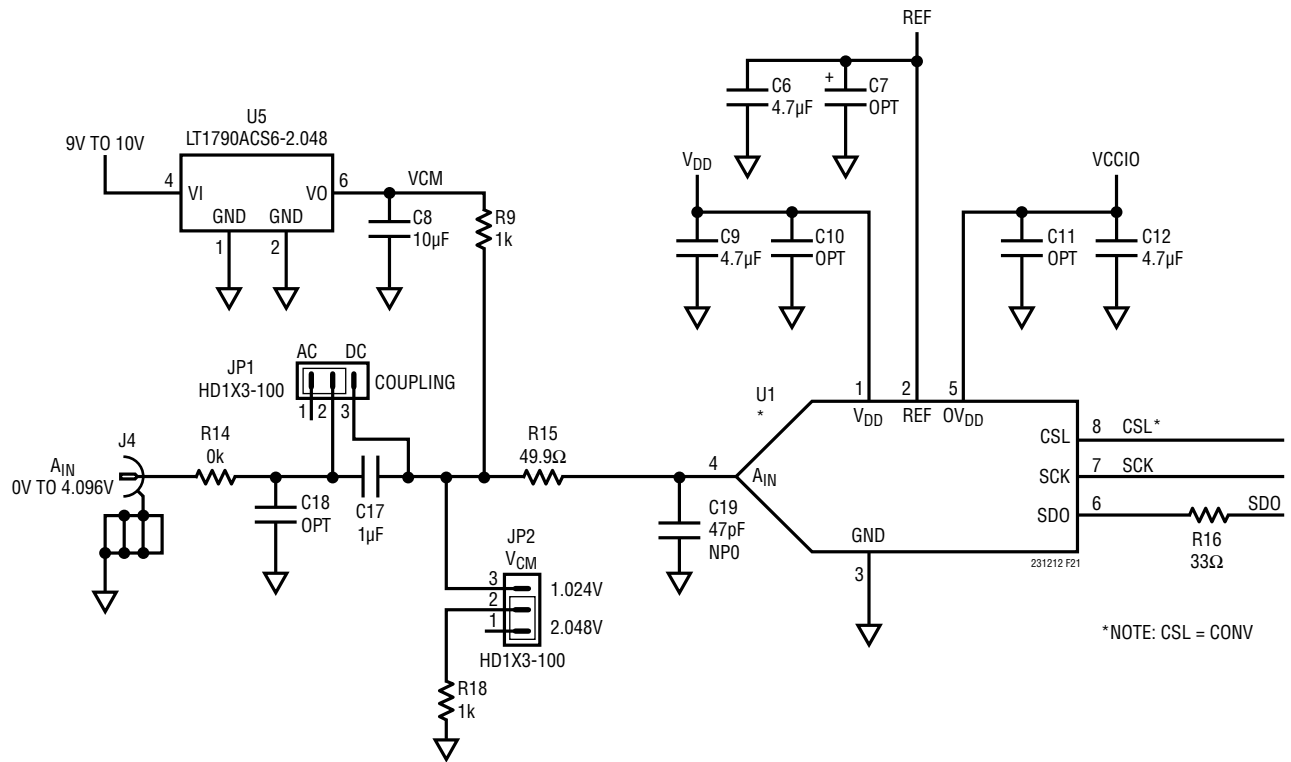 REF
C6
4.7µF
+
C7
OPT
U5
LT1790ACS6-2.048
9V TO 10V
4
VI
VO
6
VCM
GND
GND
1
2
C8
10µF
R9
1k
VDD
C9
4.7µF
C10
OPT
VCCIO
C11
OPT
C12
4.7µF
AC
DC
JP1
HD1X3-100
COUPLING
1
2
3
J4
AIN
0V TO 4.096V
R14
0k
C18
OPT
C17
1µF
R15
49.9Ω
C19
47pF
NPO
JP2
VCM
3
1.024V
2
1
2.048V
HD1X3-100
R18
1k
U1
*
1
2
5
VDD
REF
OVDD
4
AIN
CSL
8
CSL*
SCK
7
SCK
SDO
6
SDO
R16
33Ω
GND
3
231212 F21
*NOTE: CSL = CONV